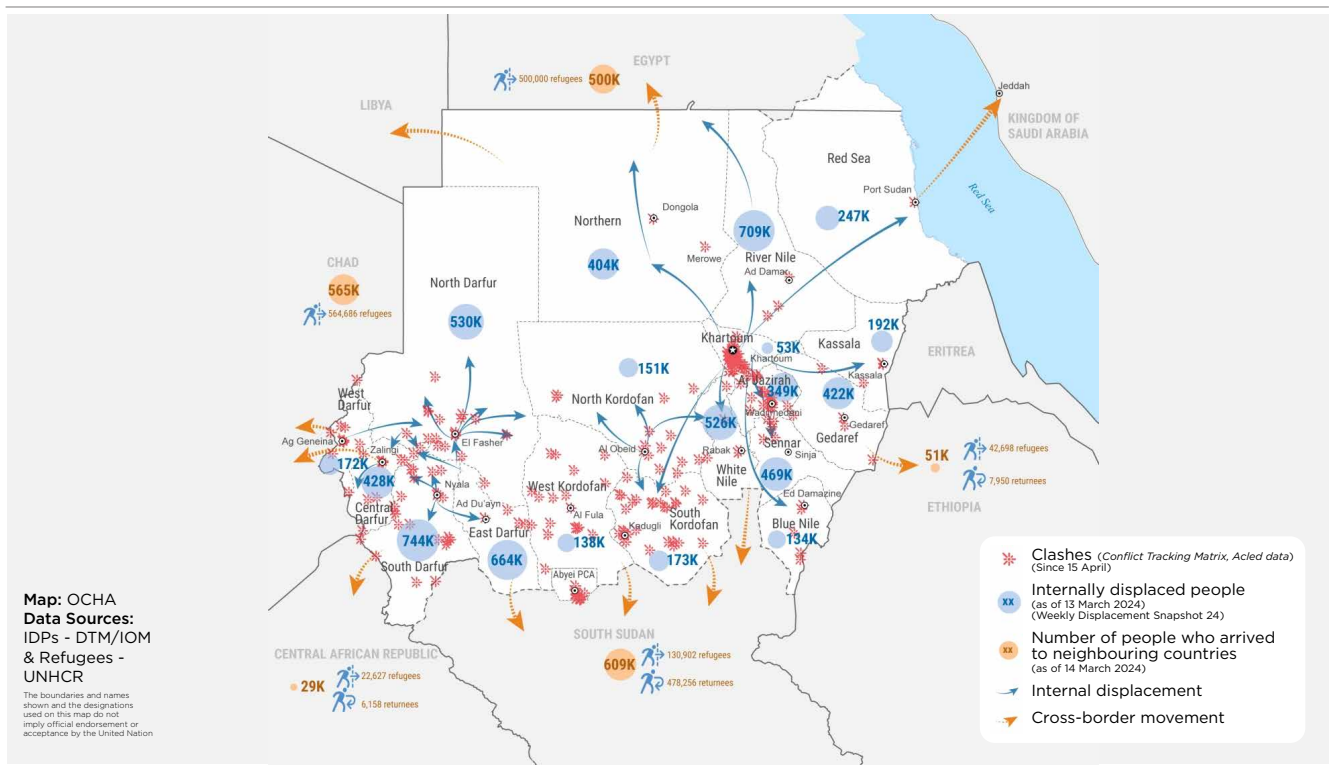 EGYPT
500,000 refugees 500K
LIBYA
Jeddah
KINGDOM OF
SAUDI ARABIA
Red Sea
Port Sudan
Red Sea
247K
Dongola
Northern
709K
Merowe
River Nile
Ad Damar
404K
CHAD
565K
564,686 refugees
North Darfur
530K
192K
Khartoum
53K
Kassala
Khartoum
ERITREA
151K
Kassala
Al Jazirah
349K
422K
West
Darfur
North Kordofan
Wad Medani
526K
Gedaref
Gedaref
Ag Geneina
El Fasher
Sennar
Zalingi
Al Obeid
Rabak
Sinja
172K
51K
42,698 refugees
7,950 returnees
ETHIOPIA
428K
White
Nile
469K
Nyala
West Kordofan
Ed Damazine
Ad Du'ayn
Central
Darfur
Al Fula
South
Kordofan
Blue Nile
Kadugli
East Darfur
744K
138K
134K
664K
173K
South Darfur
Abyei PCA
Clashes (Conflict Tracking Matrix, Acled data)
(Since 15 April)
xx
Internally displaced people
(as of 13 March 2024)
(Weekly Displacement Snapshot 24)
xx
Number of people who arrived
to neighbouring countries
(as of 14 March 2024)
Internal displacement
Cross-border movement
SOUTH SUDAN
609K
130,902 refugees
478,256 returnees
CENTRAL AFRICAN REPUBLIC
29K
22,627 refugees
6,158 returnees
Map: OCHA
Data Sources:
IDPs - DTM/IOM
& Refugees -
UNHCR
The boundaries and names
shown and the designations
used on this map do not
imply official endorsement or
acceptance by the United Nation